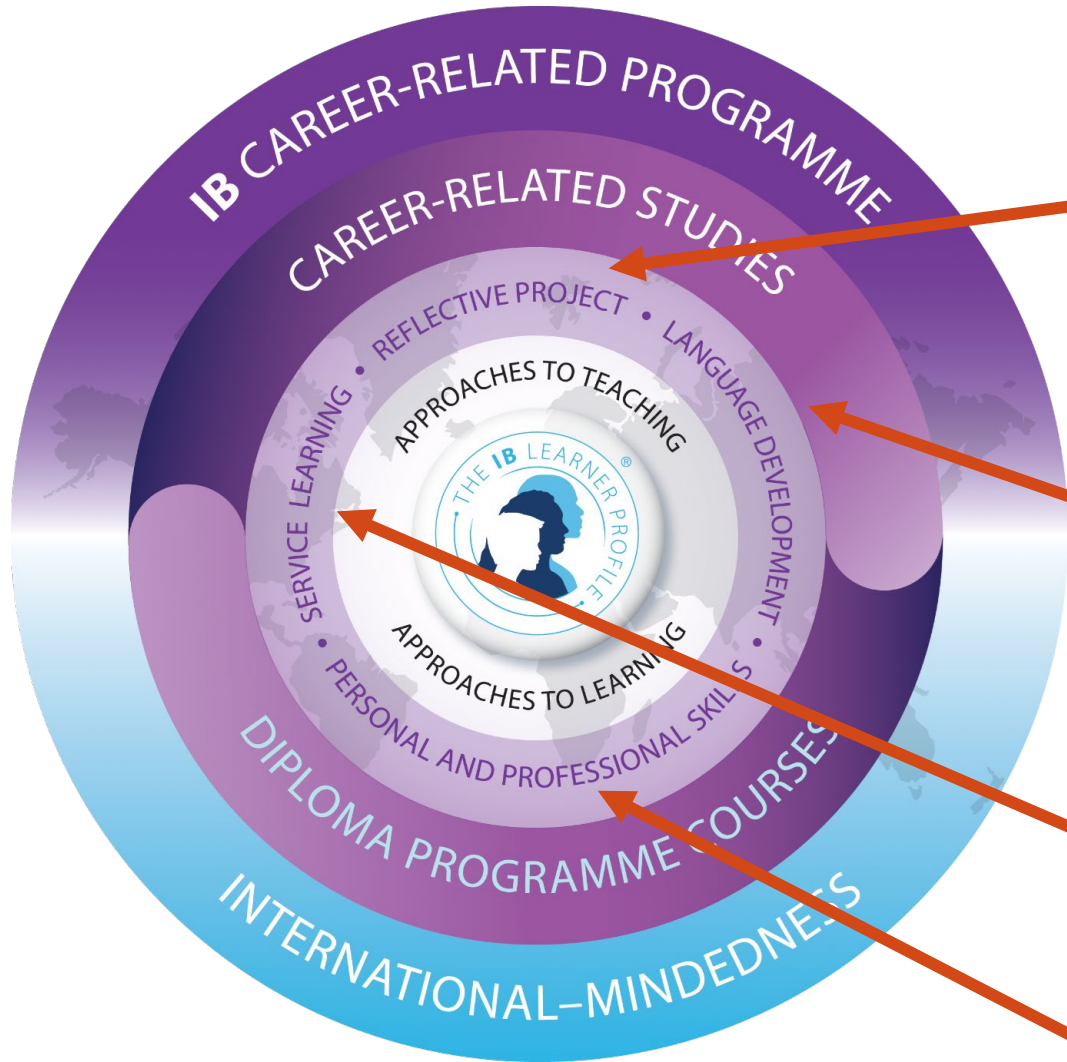 IB CAREER-RELATED PROGRAMME
CAREER-RELATED STUDIES
SERVICE LEARNING • REFLECTIVE PROJECT • LANGUAGE DEVELOPMENT •
APPROACHES TO TEACHING
THE IB LEARNER PROFILE ®
APPROACHES TO LEARNING
• PERSONAL AND PROFESSIONAL SKILLS
DIPLOMA PROGRAMME COURSES
INTERNATIONAL–MINDEDNESS